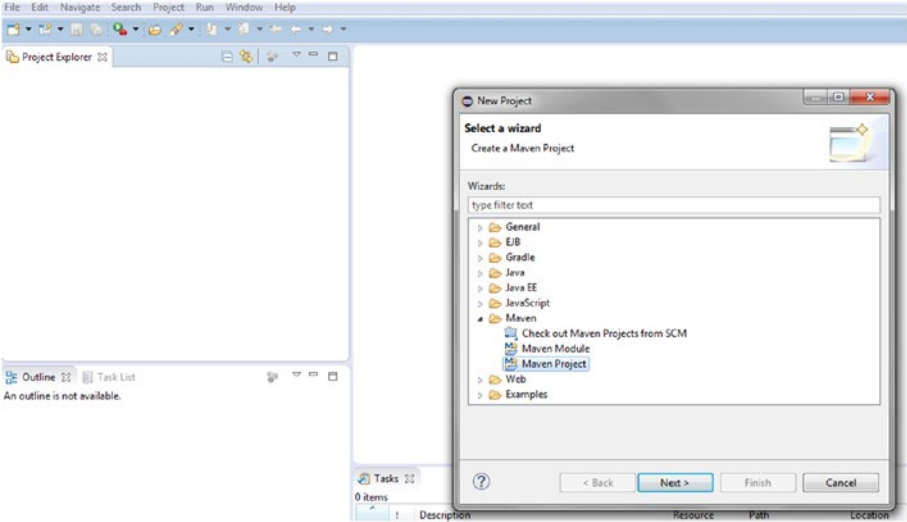 File Edit Navigate Search Project Run Window Help
Project Explorer
New Project
Select a wizard
Create a Maven Project
Wizards:
type filter text
General
EJB
Gradle
Java
Java EE
JavaScript
Maven
Check out Maven Projects from SCM
Maven Module
Maven Project
Web
Examples
Outline Task List
An outline is not available.
< Back Next > Finish Cancel
Tasks
0 items
! Description Resource Path Location